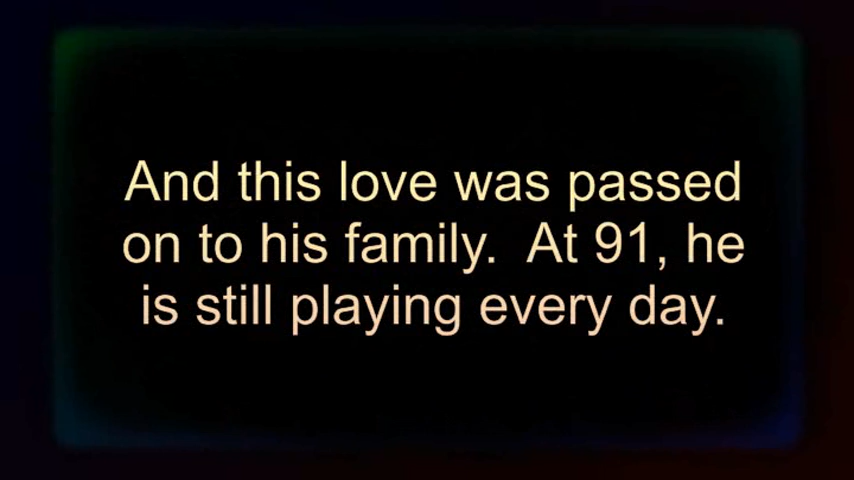 And this love was passed
on to his family.  At 91, he
is still playing every day.